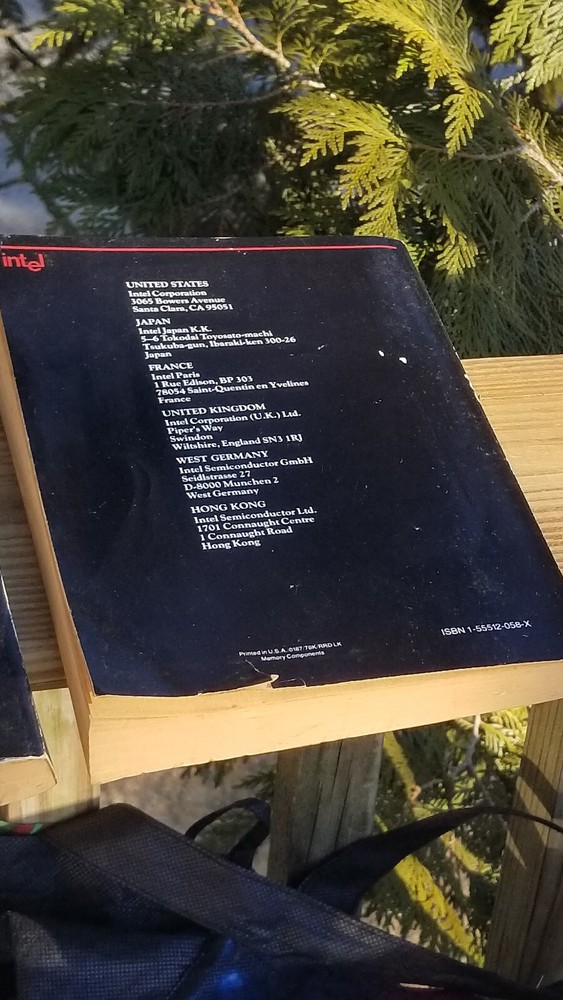 intel
UNITED STATES
Intel Corporation
3065 Bowers Avenue
Santa Clara, CA 95051
JAPAN
Intel Japan K.K.
5–6 Tokodai Toyosato-machi
Tsukuba-gun, Ibaraki-ken 300-26
Japan
FRANCE
Intel Paris
1 Rue Edison, BP 303
78054 Saint-Quentin en Yvelines
France
UNITED KINGDOM
Intel Corporation (U.K.) Ltd.
Piper's Way
Swindon
Wiltshire, England SN3 1RJ
WEST GERMANY
Intel Semiconductor GmbH
Seidlstrasse 27
D-8000 Munchen 2
West Germany
HONG KONG
Intel Semiconductor Ltd.
1701 Connaught Centre
1 Connaught Road
Hong Kong
ISBN 1-55512-058-X
Printed in U.S.A. 0187/78K/RRD LK
Memory Components